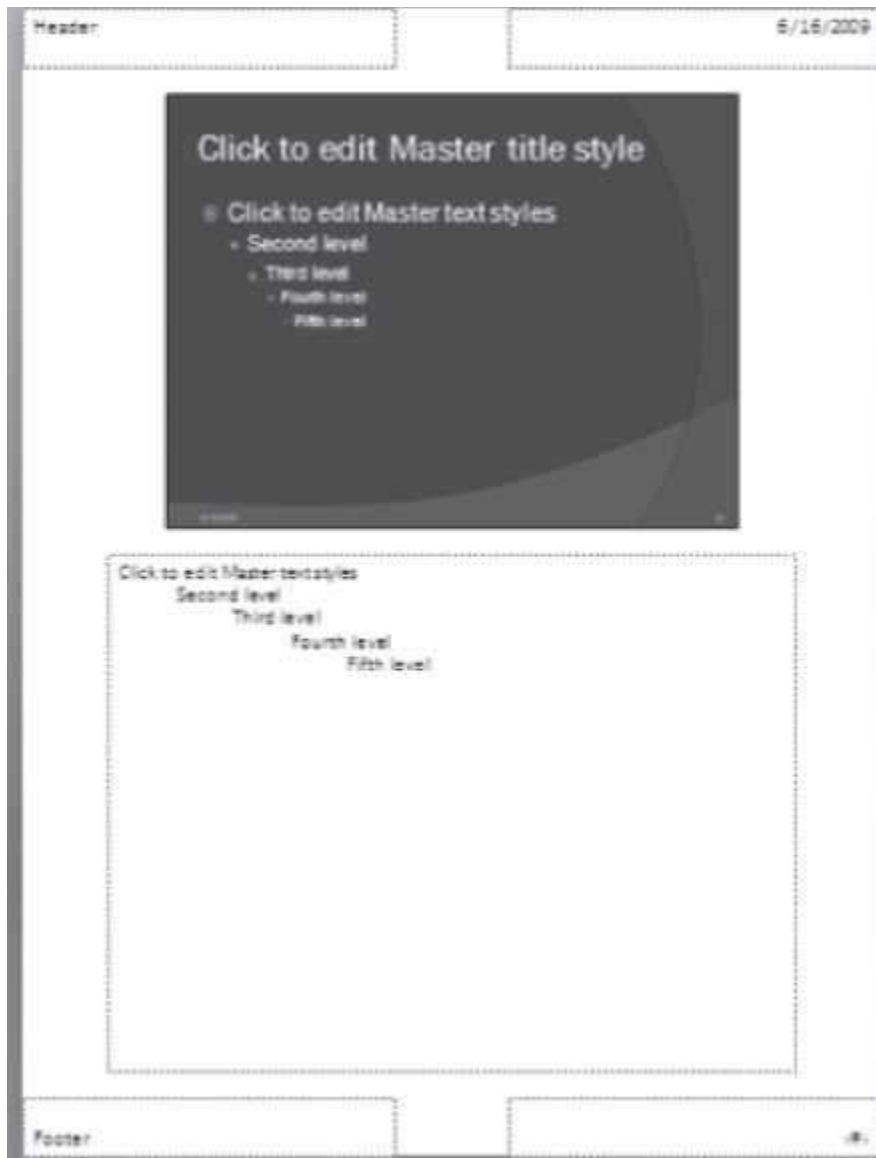 Header
6/16/2009
Click to edit Master title style
Click to edit Master text styles
Second level
Third level
Fourth level
Fifth level
Click to edit Master text styles
Second level
Third level
Fourth level
Fifth level
Footer
‹#›